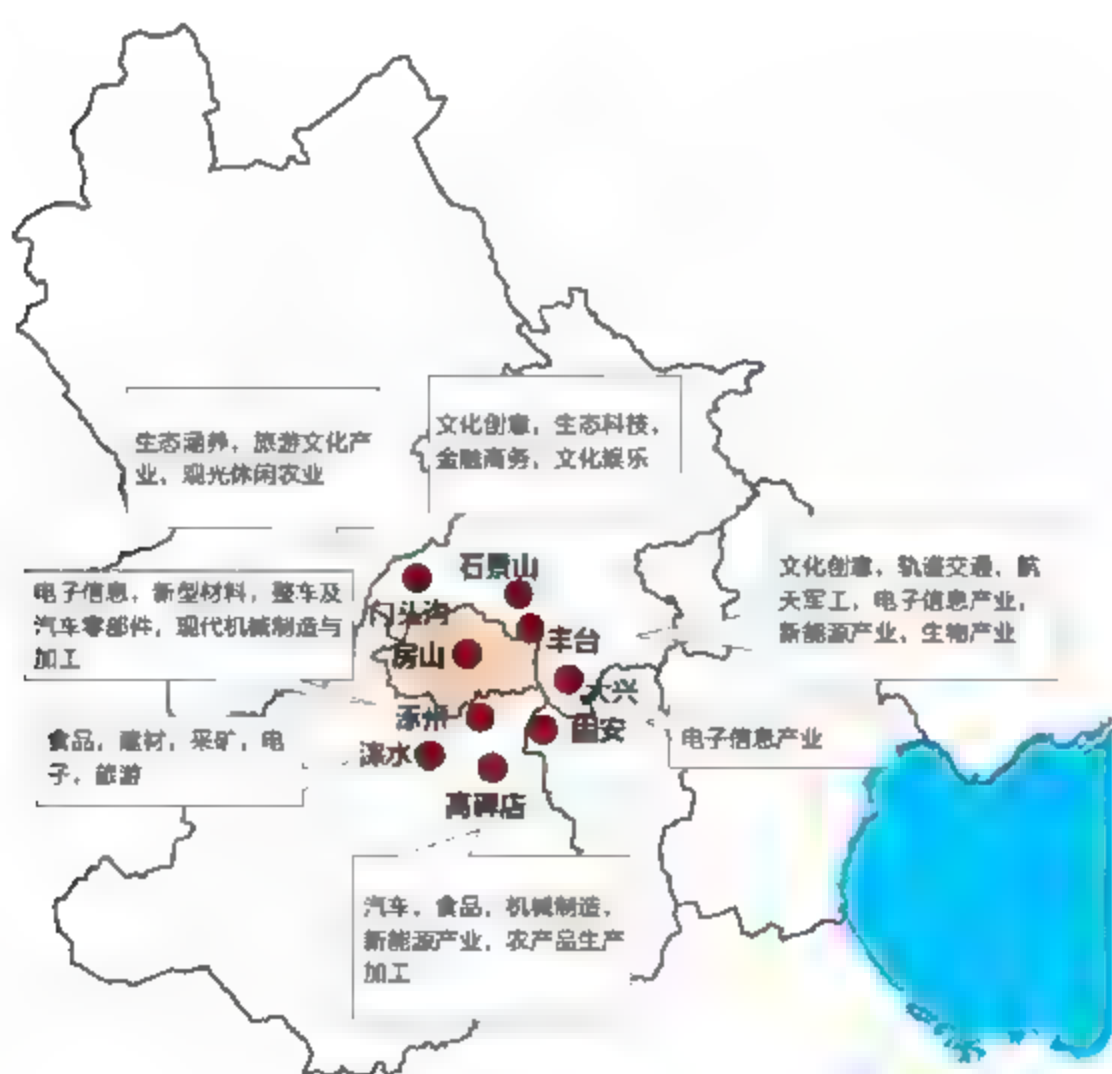 生态涵养，旅游文化产
业，观光休闲农业
文化创意，生态科技，
金融商务，文化娱乐
电子信息，新型材料，整车及
汽车零部件，现代机械制造与
加工
文化创意，轨道交通，航
天军工，电子信息产业，
新能源产业，生物产业
食品，建材，采矿，电
子，旅游
电子信息产业
汽车，食品，机械制造，
新能源产业，农产品生产
加工
石景山
门头沟
丰台
房山
大兴
涿州
固安
涞水
高碑店